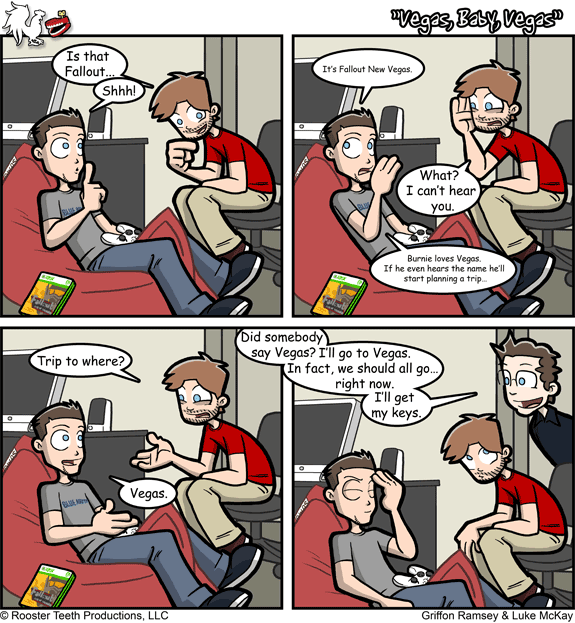 "Vegas, Baby, Vegas"
Is that
Fallout...
Shhh!
It's Fallout New Vegas.
What?
I can't hear
you.
Burnie loves Vegas.
If he even hears the name he'll
start planning a trip...
Trip to where?
Vegas.
Did somebody
say Vegas? I'll go to Vegas.
In fact, we should all go...
right now.
I'll get
my keys.
© Rooster Teeth Productions, LLC
Griffon Ramsey & Luke McKay